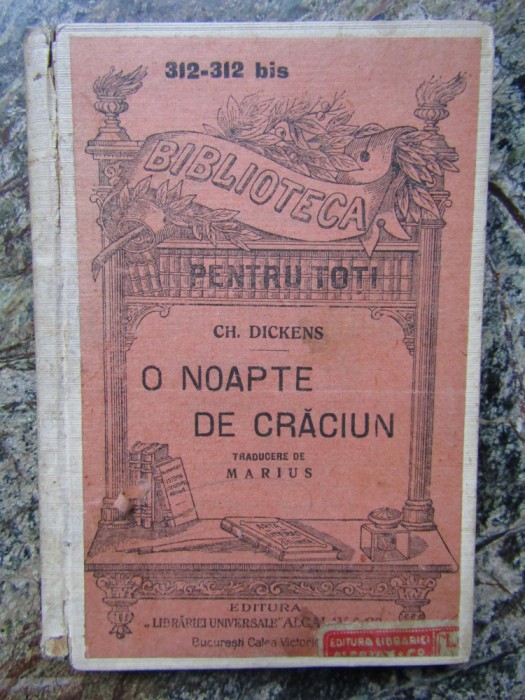 312-312 bis
BIBLIOTECA
PENTRU TOȚI
CH. DICKENS
O NOAPTE
DE CRĂCIUN
TRADUCERE DE
MARIUS
EDITURA
„LIBRĂRIEI UNIVERSALE" ALCALAY & Co
București Calea Victoriei
EDITURA LIBRARIEI